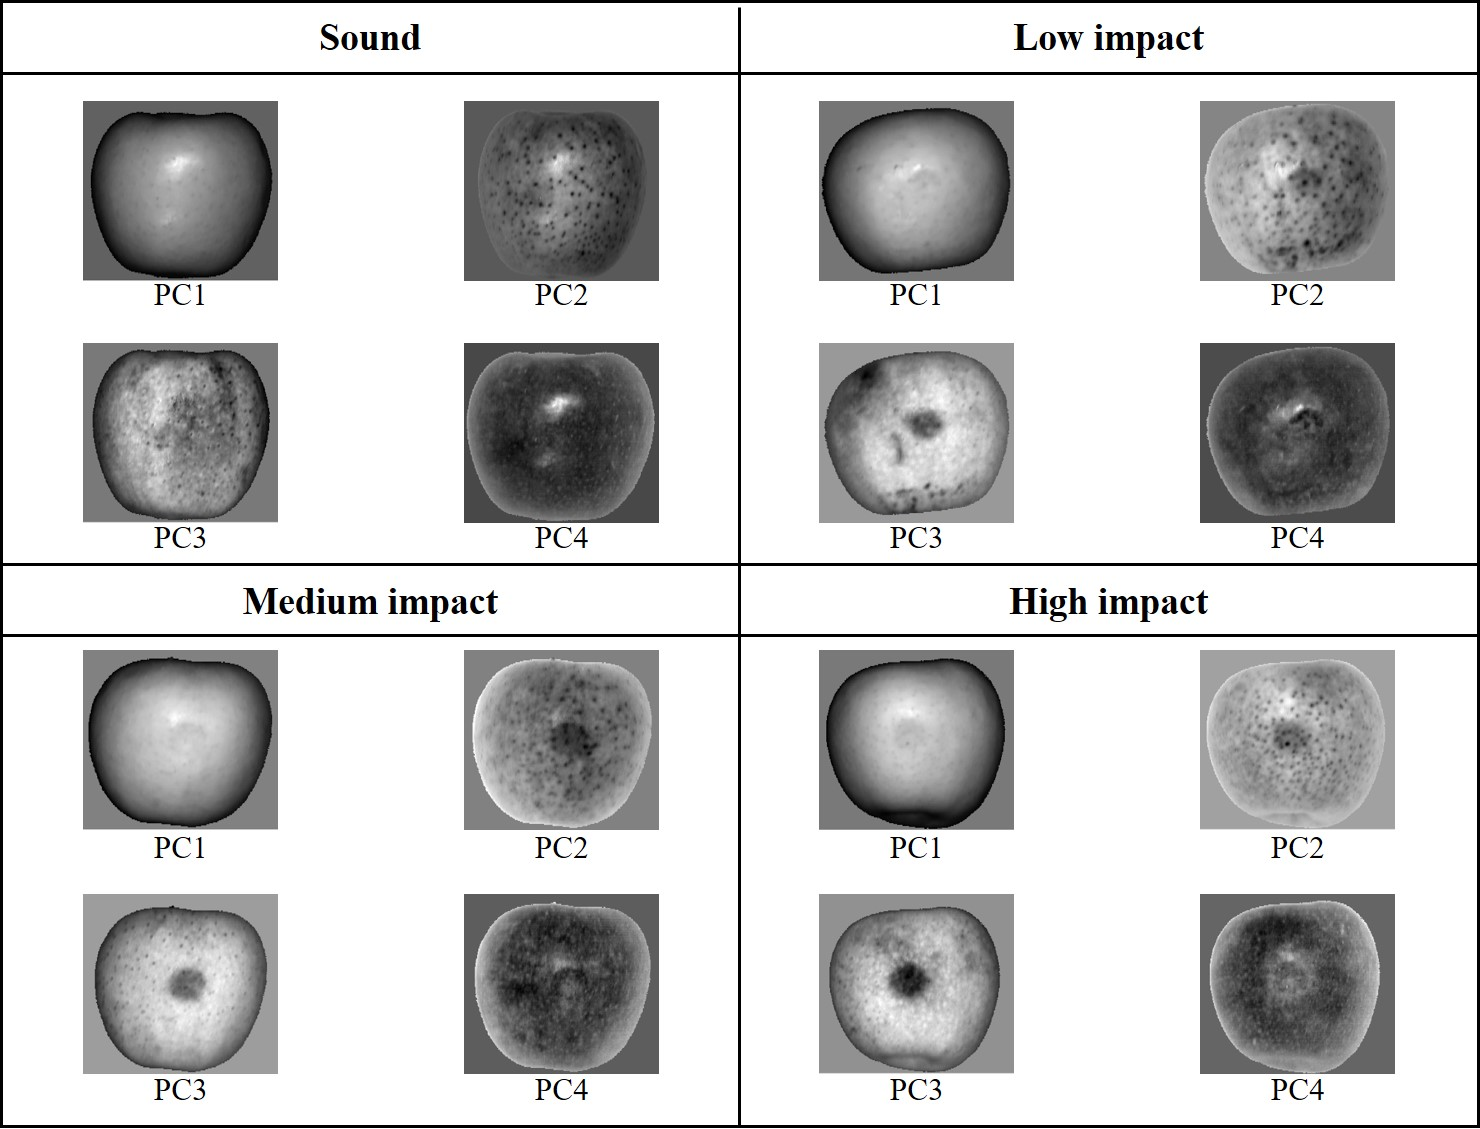 Sound
Low impact
PC1
PC2
PC1
PC2
PC3
PC4
PC3
PC4
Medium impact
High impact
PC1
PC2
PC1
PC2
PC3
PC4
PC3
PC4